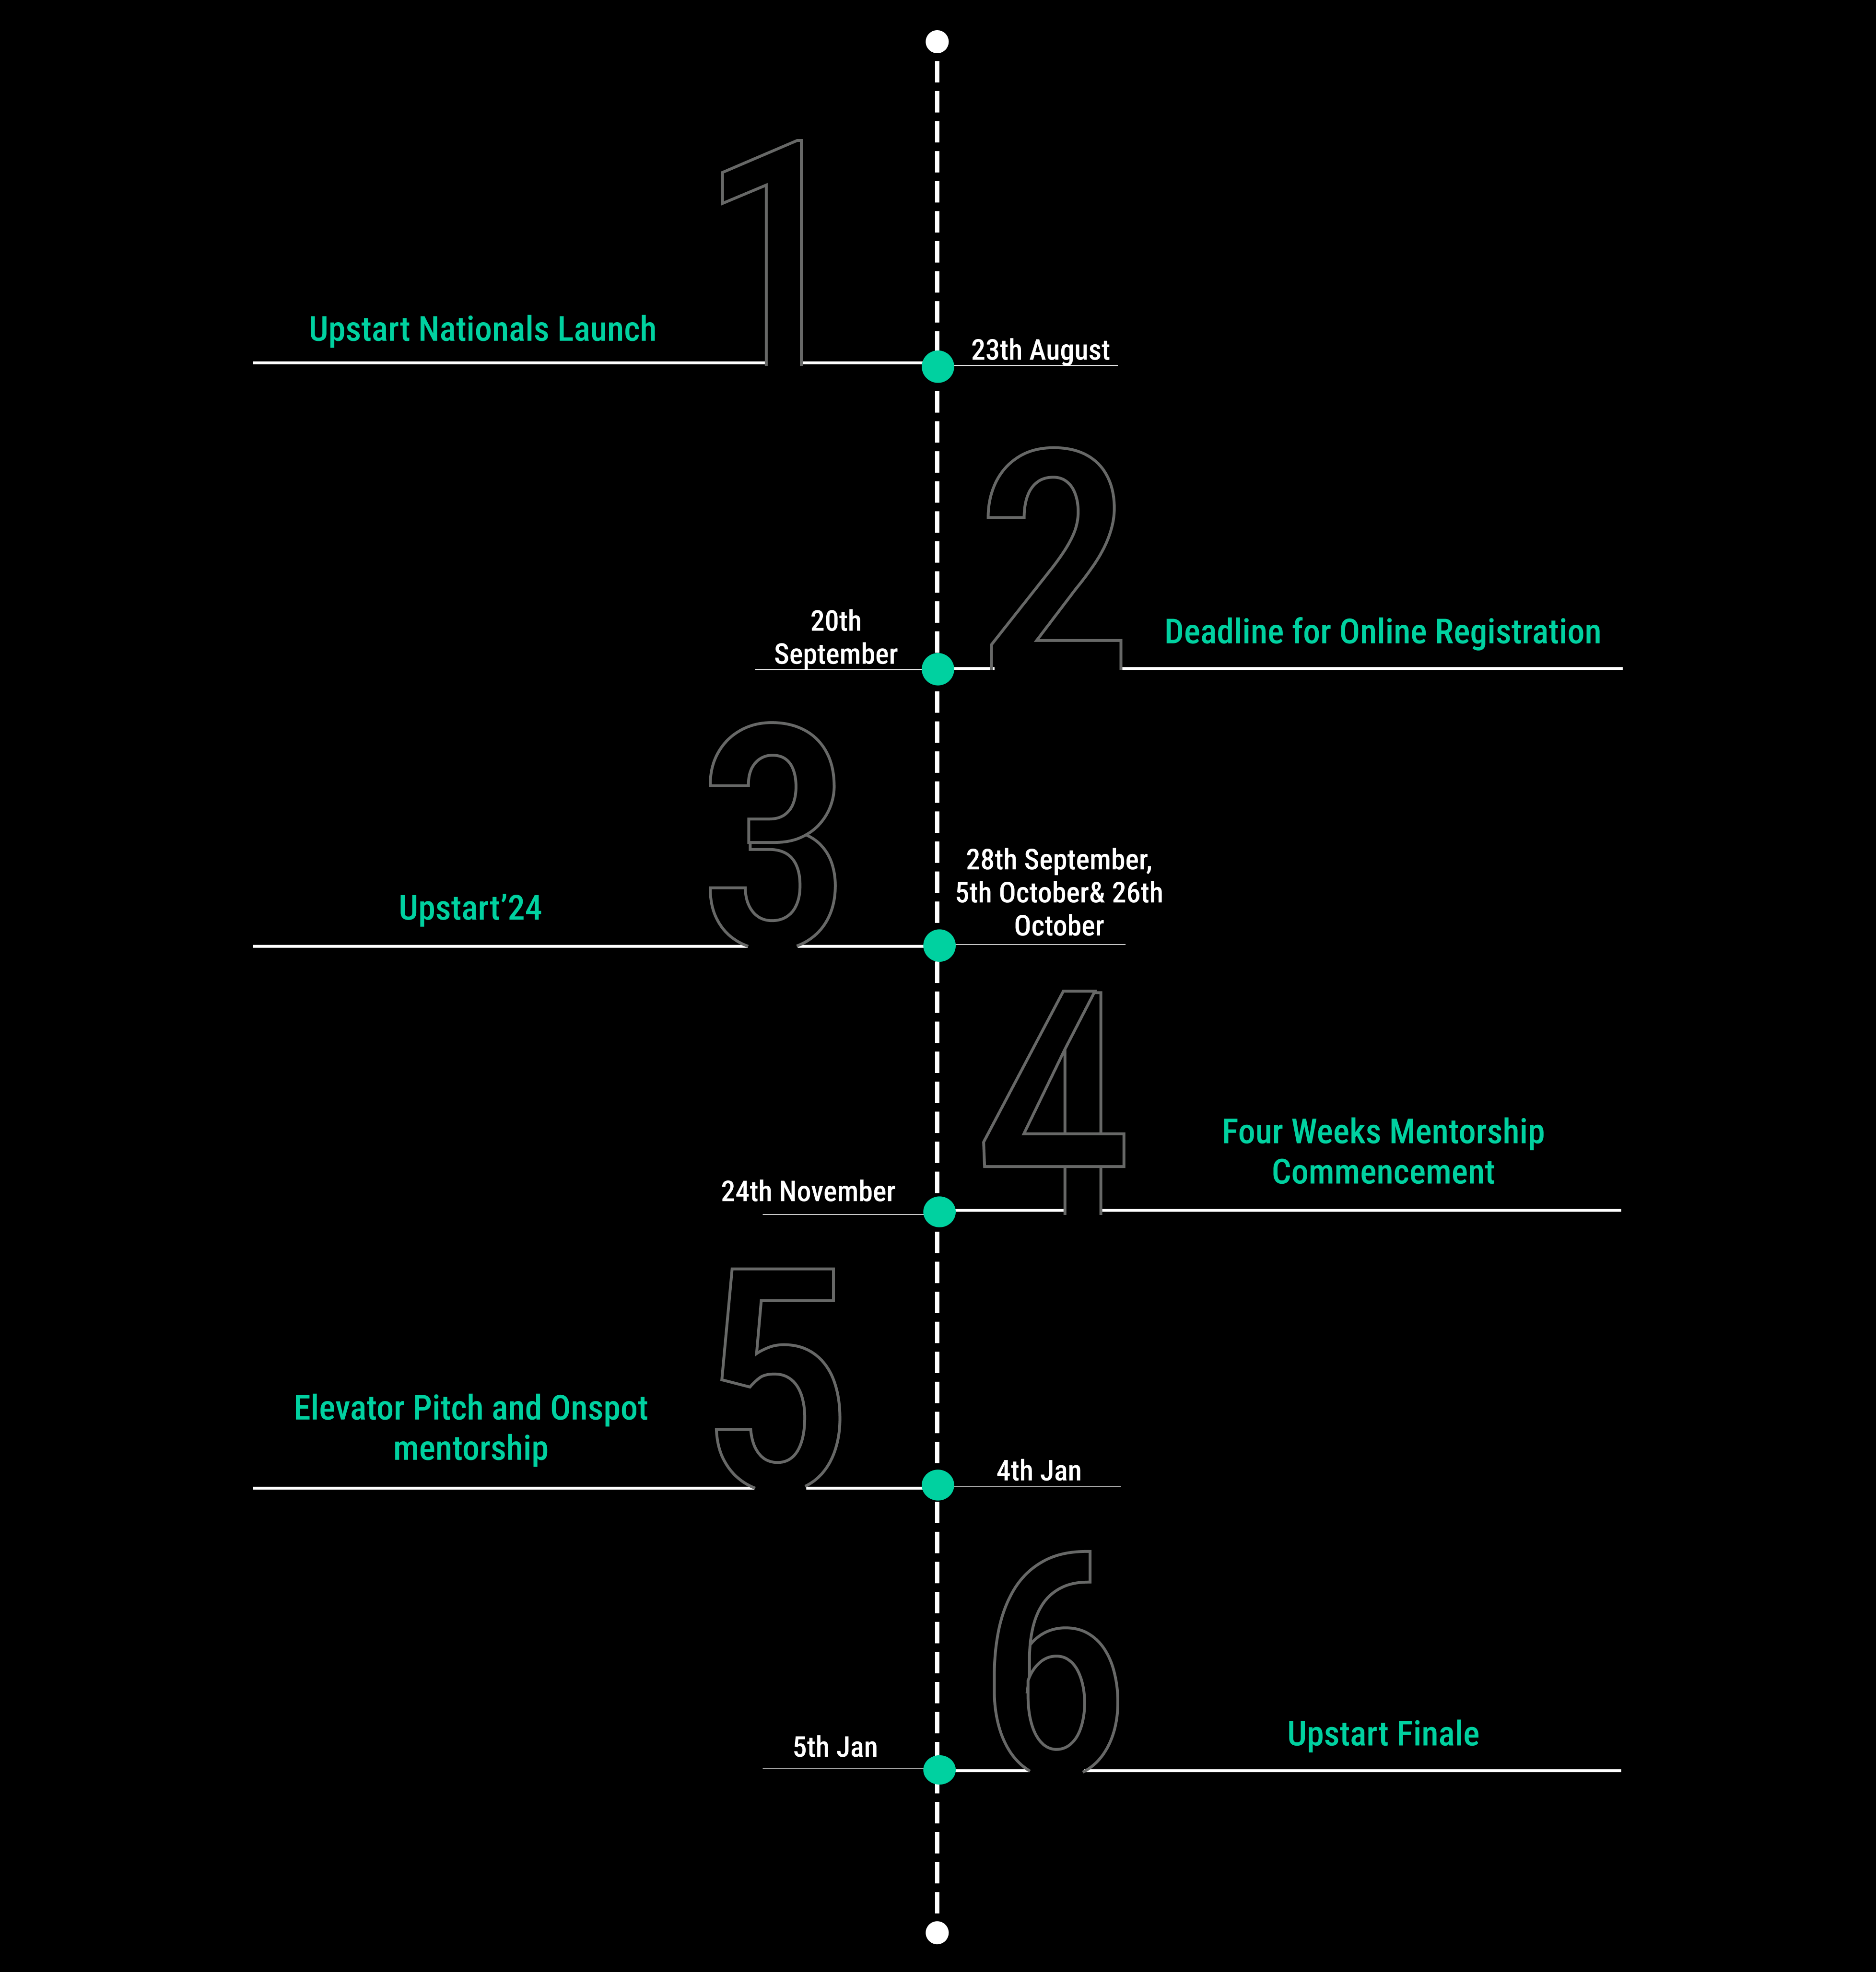 1
Upstart Nationals Launch
23th August
2
20th
September
Deadline for Online Registration
3
28th September,
5th October& 26th
October
Upstart’24
4
Four Weeks Mentorship
Commencement
24th November
5
Elevator Pitch and Onspot
mentorship
4th Jan
6
Upstart Finale
5th Jan